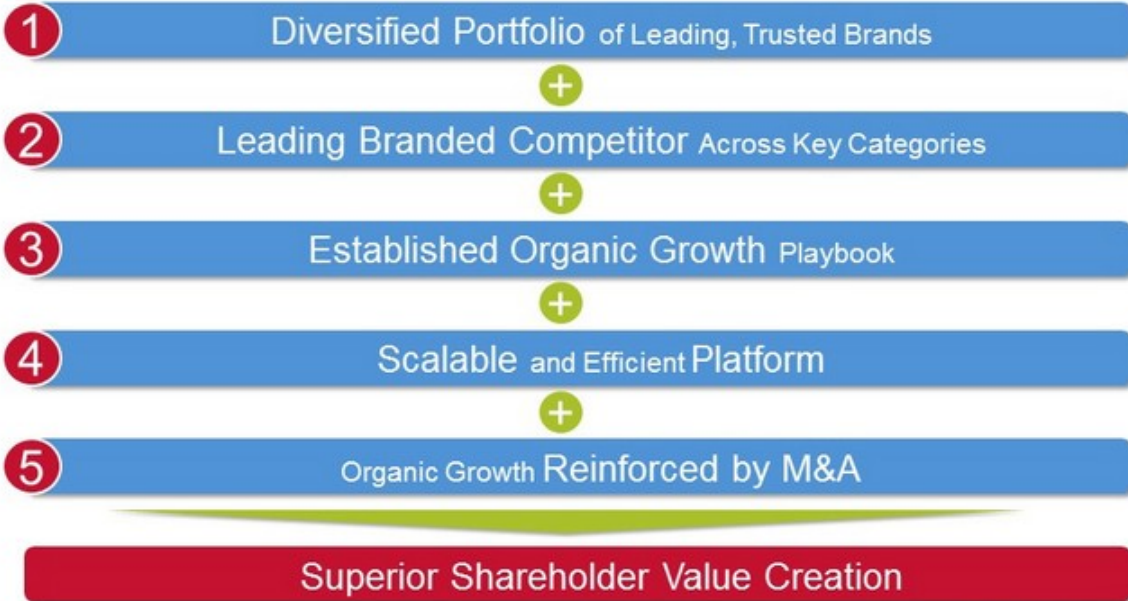 1 Diversified Portfolio of Leading, Trusted Brands
+
2 Leading Branded Competitor Across Key Categories
+
3 Established Organic Growth Playbook
+
4 Scalable and Efficient Platform
+
5 Organic Growth Reinforced by M&A
Superior Shareholder Value Creation